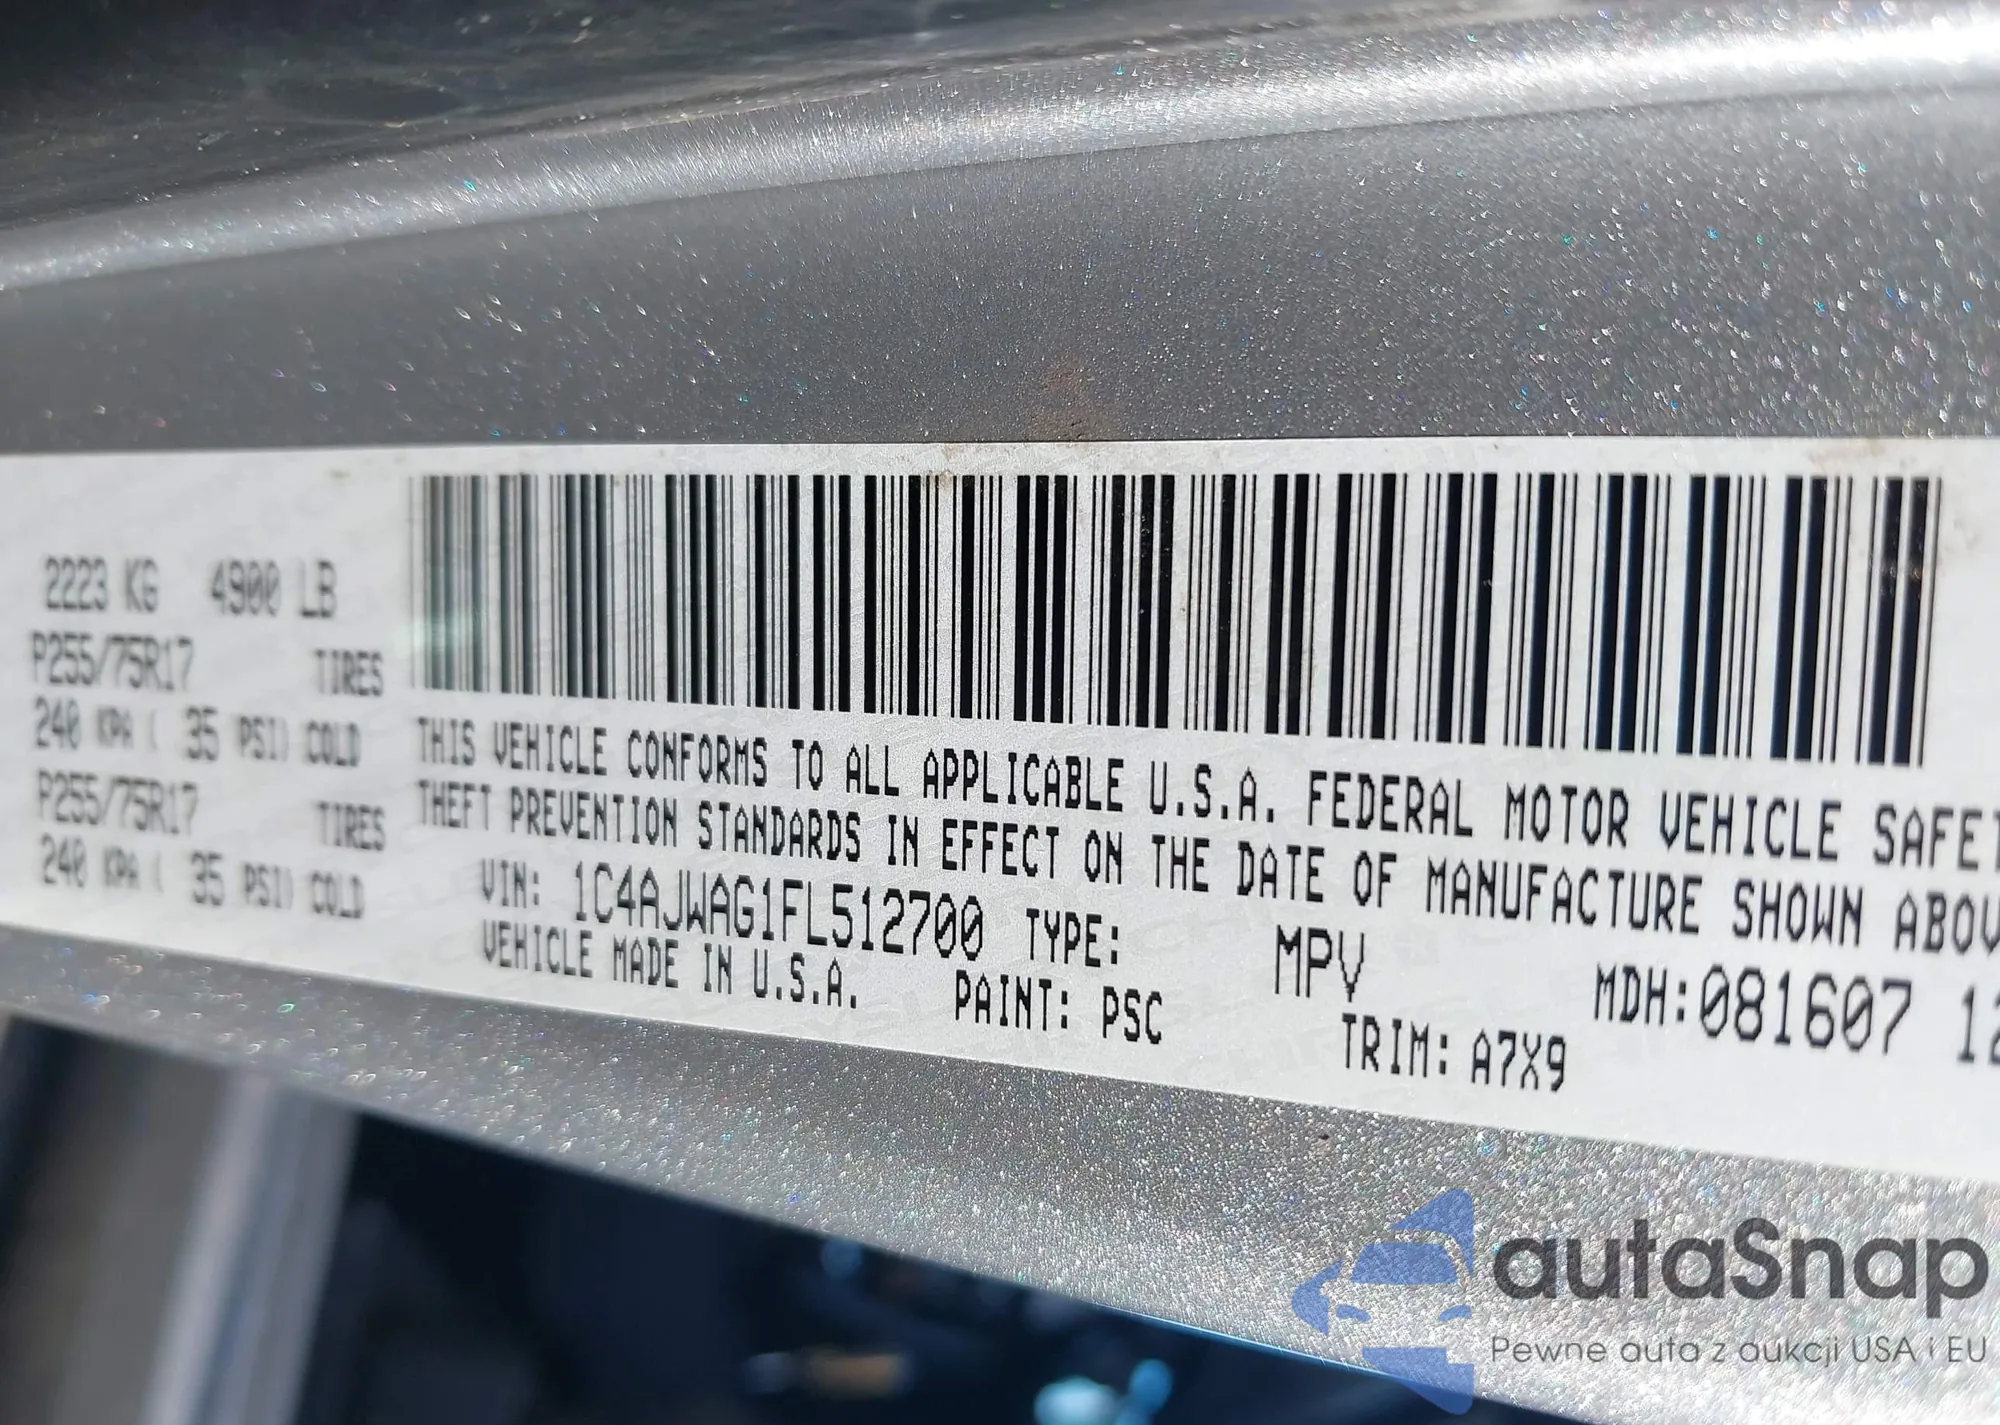 2223 KG 4900 LB
P255/75R17 TIRES
240 KPA ( 35 PSI) COLD
P255/75R17 TIRES
240 KPA ( 35 PSI) COLD
THIS VEHICLE CONFORMS TO ALL APPLICABLE U.S.A. FEDERAL MOTOR VEHICLE SAFET
THEFT PREVENTION STANDARDS IN EFFECT ON THE DATE OF MANUFACTURE SHOWN ABOV
VIN: 1C4AJWAG1FL512700 TYPE: MPV MDH:081607 12
VEHICLE MADE IN U.S.A. PAINT: PSC TRIM: A7X9
autaSnap
Pewne auta z aukcji USA i EU